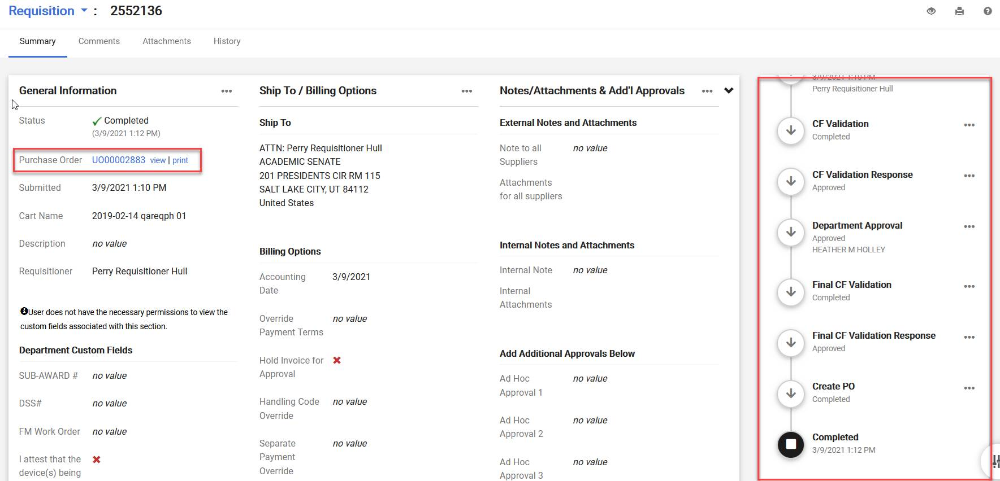 Requisition : 2552136
Summary Comments Attachments History
General Information
Status Completed
(3/9/2021 1:12 PM)
Purchase Order UO00002883 view | print
Submitted 3/9/2021 1:10 PM
Cart Name 2019-02-14 qareqph 01
Description no value
Requisitioner Perry Requisitioner Hull
User does not have the necessary permissions to view the
custom fields associated with this section.
Department Custom Fields
SUB-AWARD # no value
DSS# no value
FM Work Order no value
I attest that the
device(s) being
Ship To / Billing Options
Ship To
ATTN: Perry Requisitioner Hull
ACADEMIC SENATE
201 PRESIDENTS CIR RM 115
SALT LAKE CITY, UT 84112
United States
Billing Options
Accounting 3/9/2021
Date
Override no value
Payment Terms
Hold Invoice for
Approval
Handling Code no value
Override
Separate no value
Payment
Override
Notes/Attachments & Add'l Approvals
External Notes and Attachments
Note to all no value
Suppliers
Attachments
for all suppliers
Internal Notes and Attachments
Internal Note no value
Internal
Attachments
Add Additional Approvals Below
Ad Hoc no value
Approval 1
Ad Hoc no value
Approval 2
Ad Hoc no value
Approval 3
3/9/2021 1:10 PM
Perry Requisitioner Hull
CF Validation
Completed
CF Validation Response
Approved
Department Approval
Approved
HEATHER M HOLLEY
Final CF Validation
Completed
Final CF Validation Response
Approved
Create PO
Completed
Completed
3/9/2021 1:12 PM